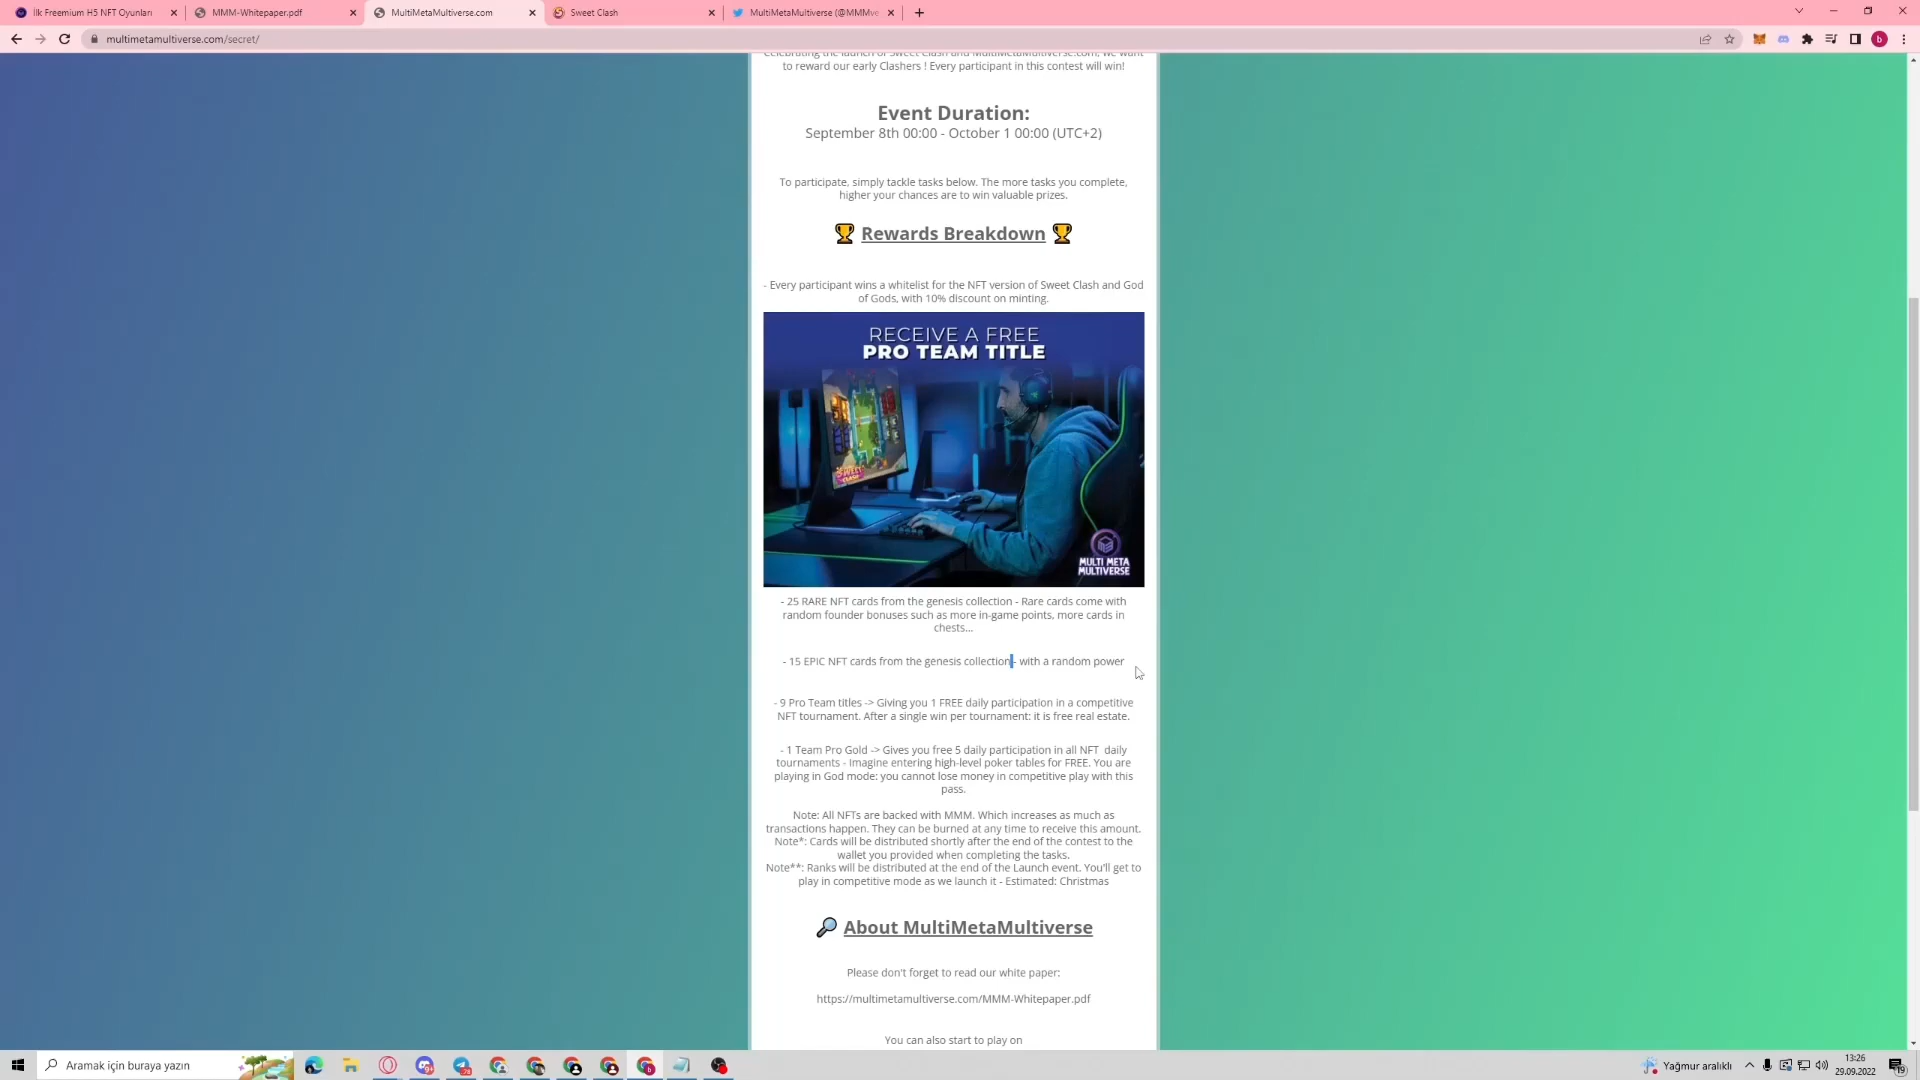 İlk Freemium H5 NFT Oyunları
MMM-Whitepaper.pdf
MultiMetaMultiverse.com
Sweet Clash
MultiMetaMultiverse (@MMMve
multimetamultiverse.com/secret/
b
Celebrating the launch of Sweet Clash and MultiMetaMultiverse.com, we want
to reward our early Clashers ! Every participant in this contest will win!
Event Duration:
September 8th 00:00 - October 1 00:00 (UTC+2)
To participate, simply tackle tasks below. The more tasks you complete,
higher your chances are to win valuable prizes.
🏆 Rewards Breakdown 🏆
- Every participant wins a whitelist for the NFT version of Sweet Clash and God
of Gods, with 10% discount on minting.
RECEIVE A FREE
PRO TEAM TITLE
SWEET
CLASH
MULTI META
MULTIVERSE
- 25 RARE NFT cards from the genesis collection - Rare cards come with
random founder bonuses such as more in-game points, more cards in
chests...
- 15 EPIC NFT cards from the genesis collection - with a random power
- 9 Pro Team titles -> Giving you 1 FREE daily participation in a competitive
NFT tournament. After a single win per tournament: it is free real estate.
- 1 Team Pro Gold -> Gives you free 5 daily participation in all NFT daily
tournaments - Imagine entering high-level poker tables for FREE. You are
playing in God mode: you cannot lose money in competitive play with this
pass.
Note: All NFTs are backed with MMM. Which increases as much as
transactions happen. They can be burned at any time to receive this amount.
Note*: Cards will be distributed shortly after the end of the contest to the
wallet you provided when completing the tasks.
Note**: Ranks will be distributed at the end of the Launch event. You'll get to
play in competitive mode as we launch it - Estimated: Christmas
🔎 About MultiMetaMultiverse
Please don't forget to read our white paper:
https://multimetamultiverse.com/MMM-Whitepaper.pdf
You can also start to play on
Aramak için buraya yazın
Yağmur aralıklı
13:26
29.09.2022